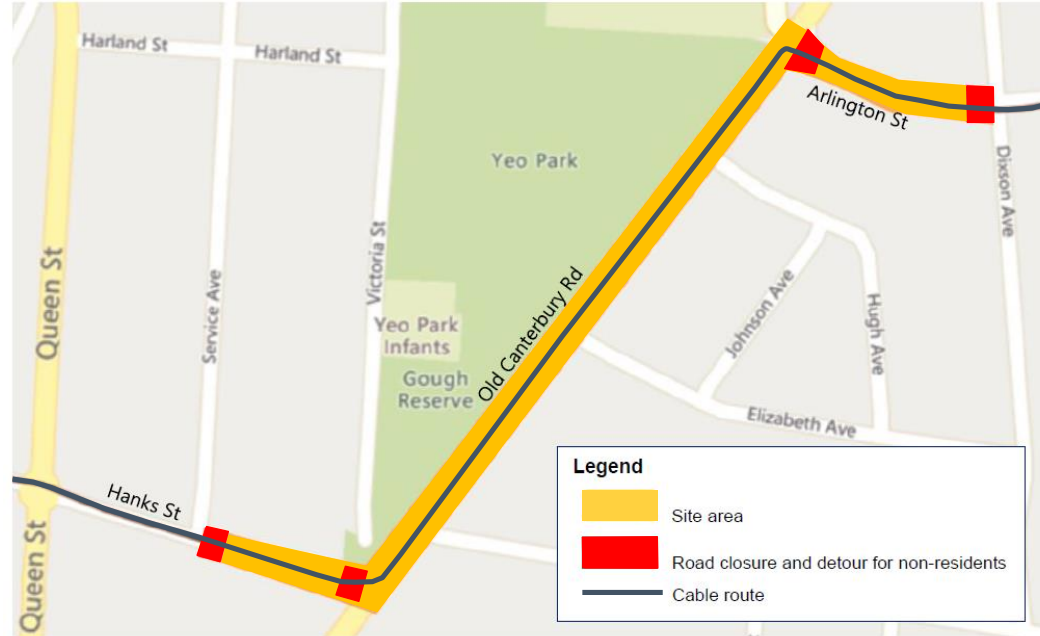 Harland St
Harland St
Arlington St
Yeo Park
Dixson Ave
Queen St
Service Ave
Victoria St
Yeo Park
Infants
Gough
Reserve
Old Canterbury Rd
Johnson Ave
Hugh Ave
Elizabeth Ave
Hanks St
Queen St
Legend
Site area
Road closure and detour for non-residents
Cable route